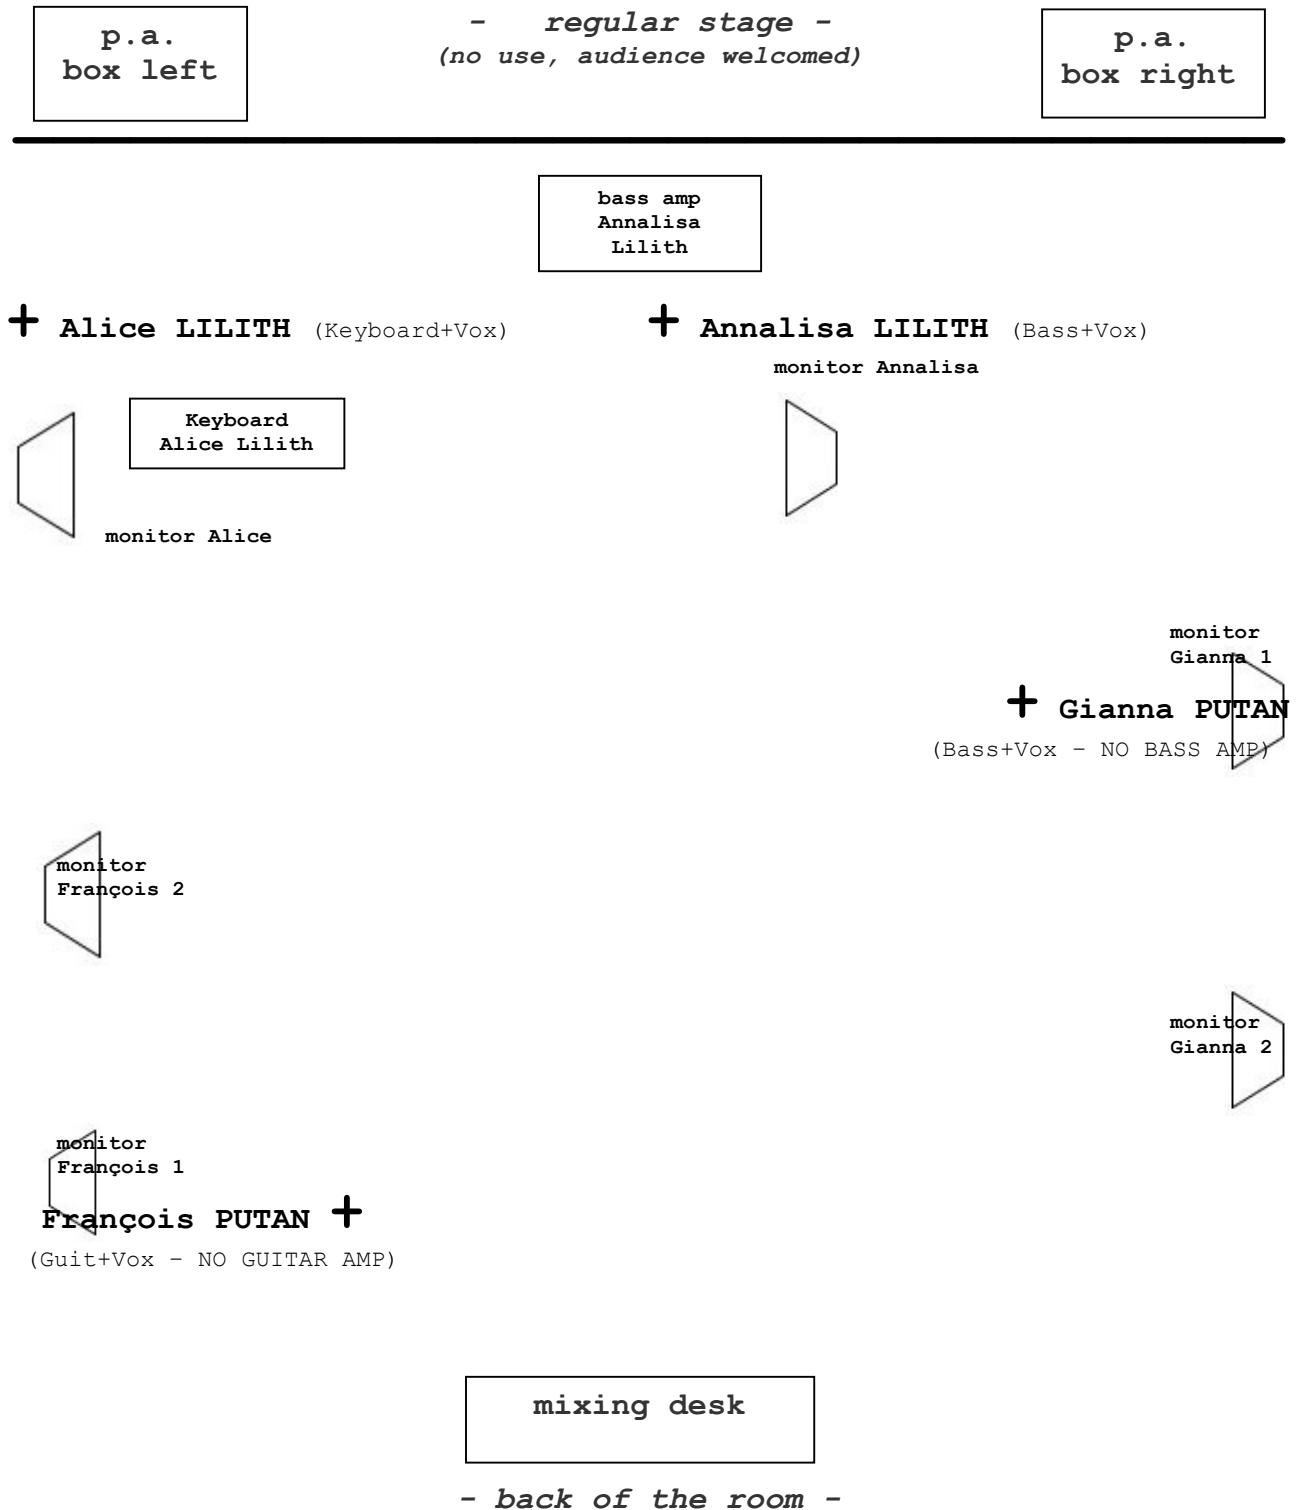 p.a.
box left
- regular stage -
(no use, audience welcomed)
p.a.
box right
bass amp
Annalisa
Lilith
+ Alice LILITH (Keyboard+Vox)
+ Annalisa LILITH (Bass+Vox)
monitor Annalisa
Keyboard
Alice Lilith
monitor Alice
monitor
Gianna 1
+ Gianna PUTAN
(Bass+Vox – NO BASS AMP)
monitor
François 2
monitor
Gianna 2
monitor
François 1
François PUTAN +
(Guit+Vox – NO GUITAR AMP)
mixing desk
- back of the room -